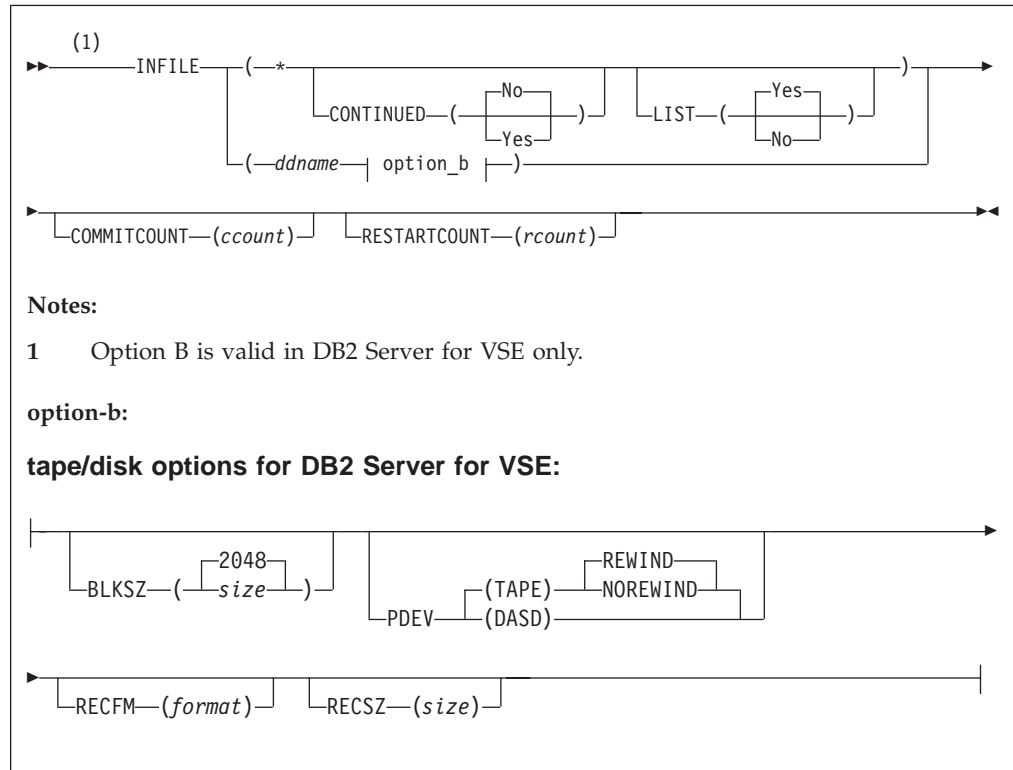 (1)
INFILE ( * )
No Yes
CONTINUED ( ) LIST ( )
Yes No
( ddname option_b )
COMMITCOUNT (ccount) RESTARTCOUNT (rcount)
Notes:
1 Option B is valid in DB2 Server for VSE only.
option-b:
tape/disk options for DB2 Server for VSE:
2048 REWIND
BLKSZ ( size ) (TAPE) NOREWIND
PDEV (DASD)
RECFM (format) RECSZ (size)